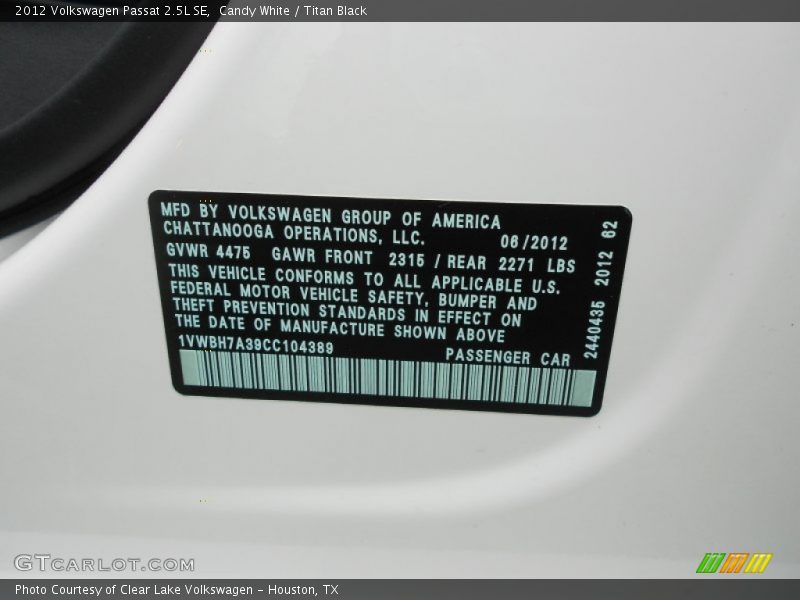 2012 Volkswagen Passat 2.5L SE, Candy White / Titan Black
MFD BY VOLKSWAGEN GROUP OF AMERICA
CHATTANOOGA OPERATIONS, LLC. 06/2012
GVWR 4475 GAWR FRONT 2315 / REAR 2271 LBS
THIS VEHICLE CONFORMS TO ALL APPLICABLE U.S.
FEDERAL MOTOR VEHICLE SAFETY, BUMPER AND
THEFT PREVENTION STANDARDS IN EFFECT ON
THE DATE OF MANUFACTURE SHOWN ABOVE
1VWBH7A39CC104389 PASSENGER CAR
2440435 2012 62
GTCARLOT.COM
Photo Courtesy of Clear Lake Volkswagen - Houston, TX